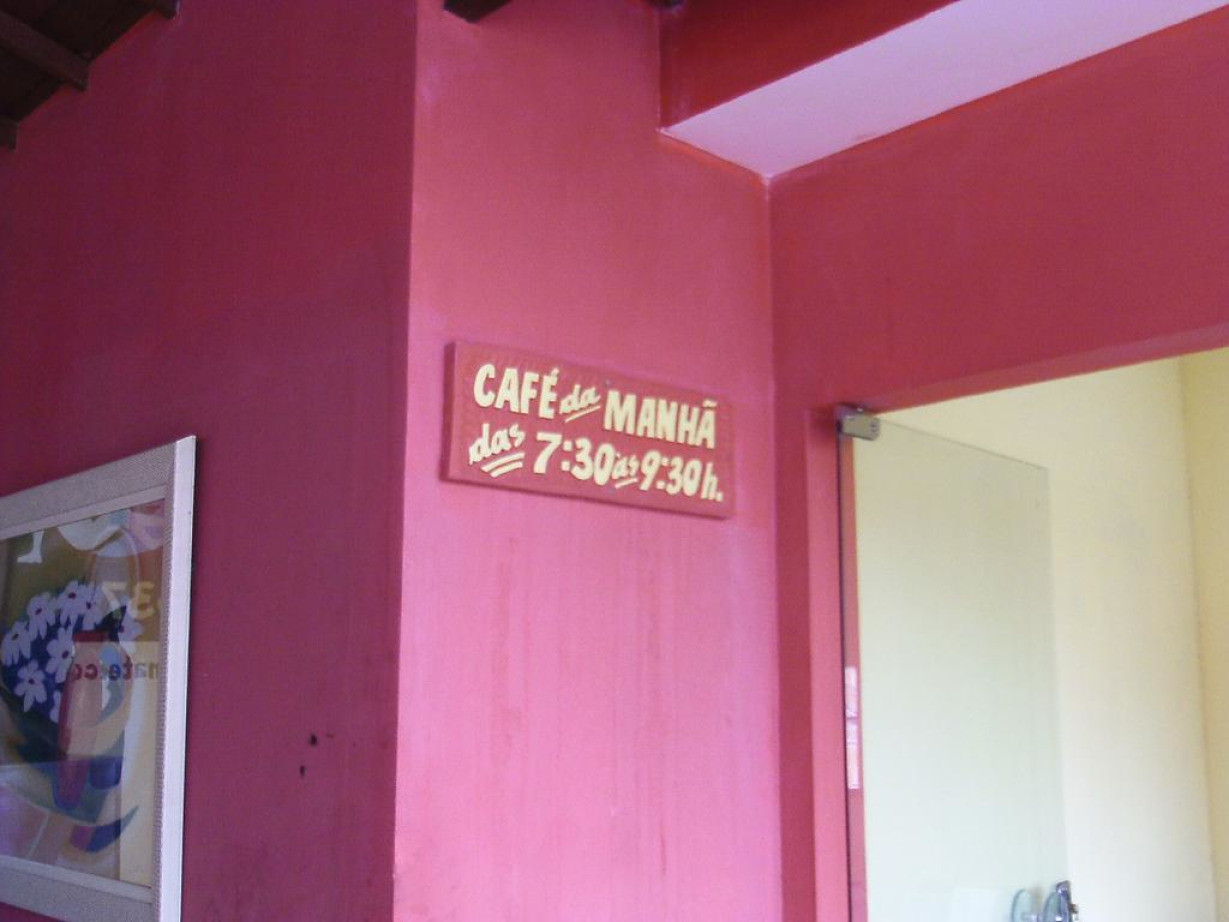 CAFÉ da MANHÃ
das 7:30 às 9:30 h.